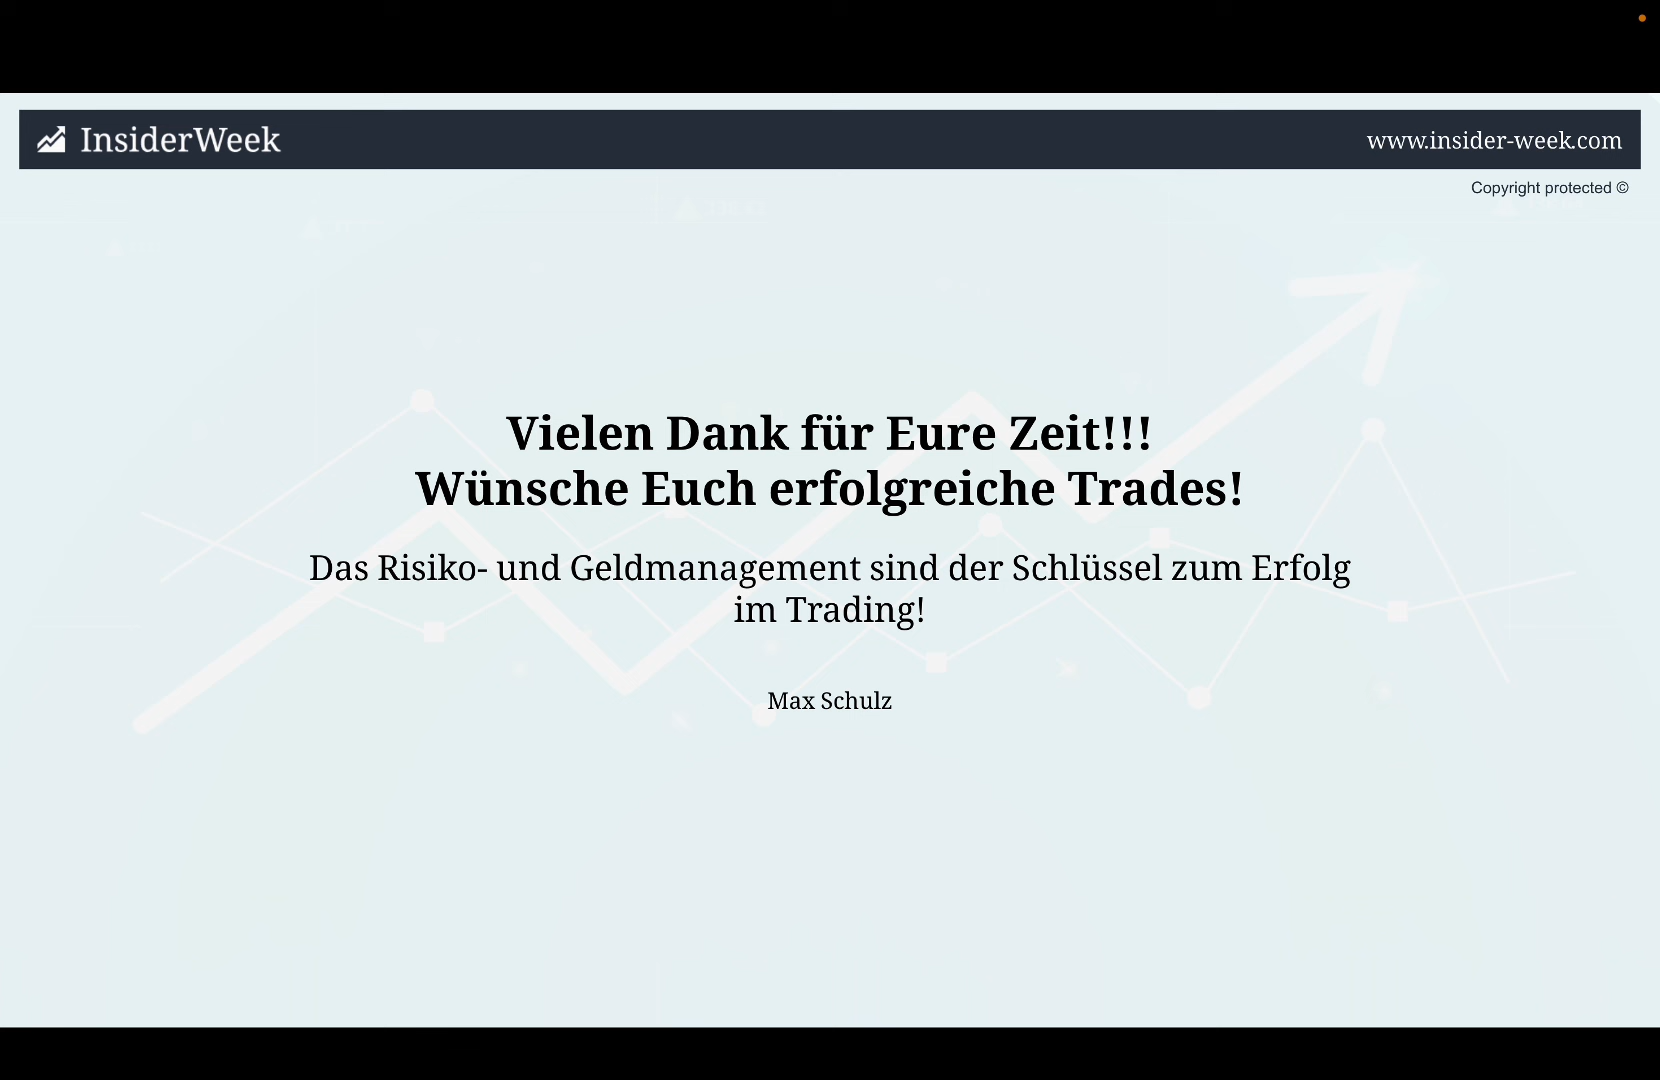 InsiderWeek
www.insider-week.com
Copyright protected ©
Vielen Dank für Eure Zeit!!!
Wünsche Euch erfolgreiche Trades!
Das Risiko- und Geldmanagement sind der Schlüssel zum Erfolg
im Trading!
Max Schulz